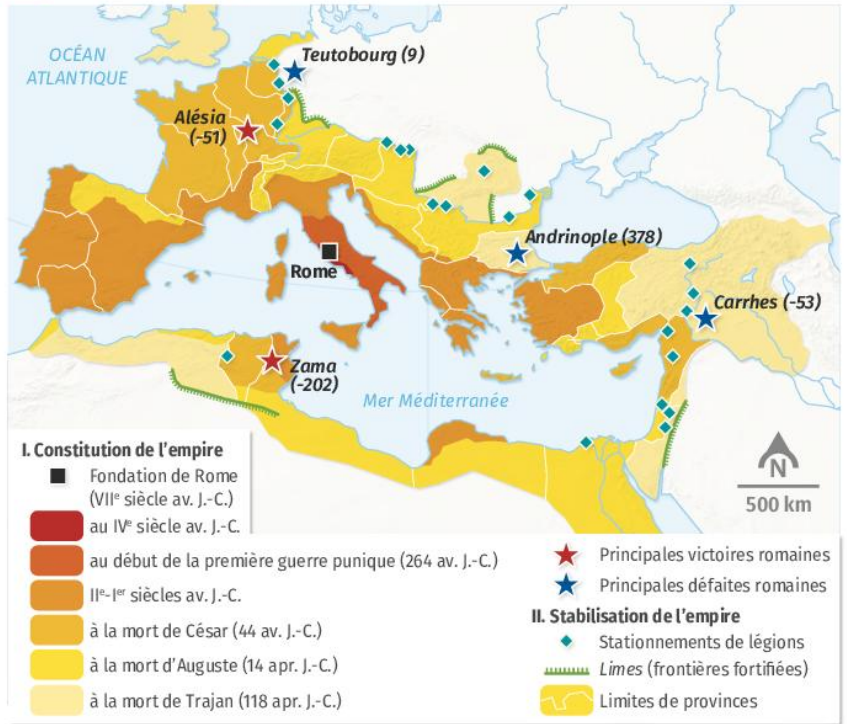 OCÉAN
ATLANTIQUE
Teutobourg (9)
Alésia
(-51)
Andrinople (378)
Rome
Carrhes (-53)
Zama
(-202)
Mer Méditerranée
N
500 km
I. Constitution de l'empire
Fondation de Rome
(VIIe siècle av. J.-C.)
au IVe siècle av. J.-C.
au début de la première guerre punique (264 av. J.-C.)
IIe-Ier siècles av. J.-C.
à la mort de César (44 av. J.-C.)
à la mort d'Auguste (14 apr. J.-C.)
à la mort de Trajan (118 apr. J.-C.)
Principales victoires romaines
Principales défaites romaines
II. Stabilisation de l'empire
Stationnements de légions
Limes (frontières fortifiées)
Limites de provinces